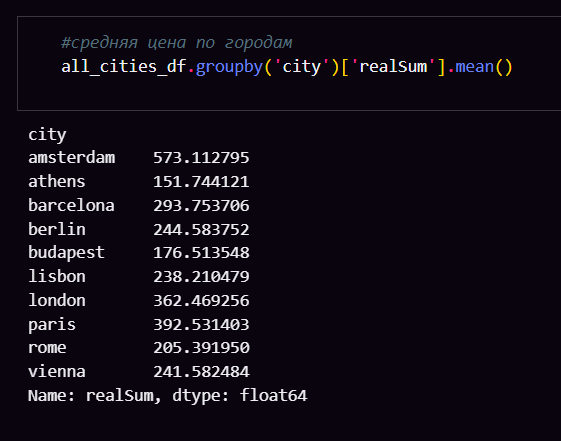 #средняя цена по городам
all_cities_df.groupby('city')['realSum'].mean()
city
amsterdam    573.112795
athens       151.744121
barcelona    293.753706
berlin       244.583752
budapest     176.513548
lisbon       238.210479
london       362.469256
paris        392.531403
rome         205.391950
vienna       241.582484
Name: realSum, dtype: float64